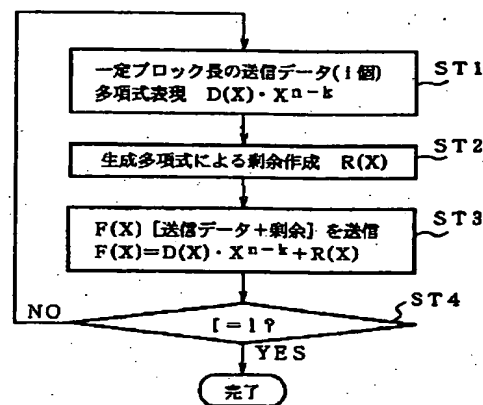 一定ブロック長の送信データ(i個)
多項式表現 D(X)・X^n-k
ST1
生成多項式による剰余作成 R(X)
ST2
F(X)[送信データ+剰余]を送信
F(X)=D(X)・X^n-k+R(X)
ST3
NO
ST4
YES
完了